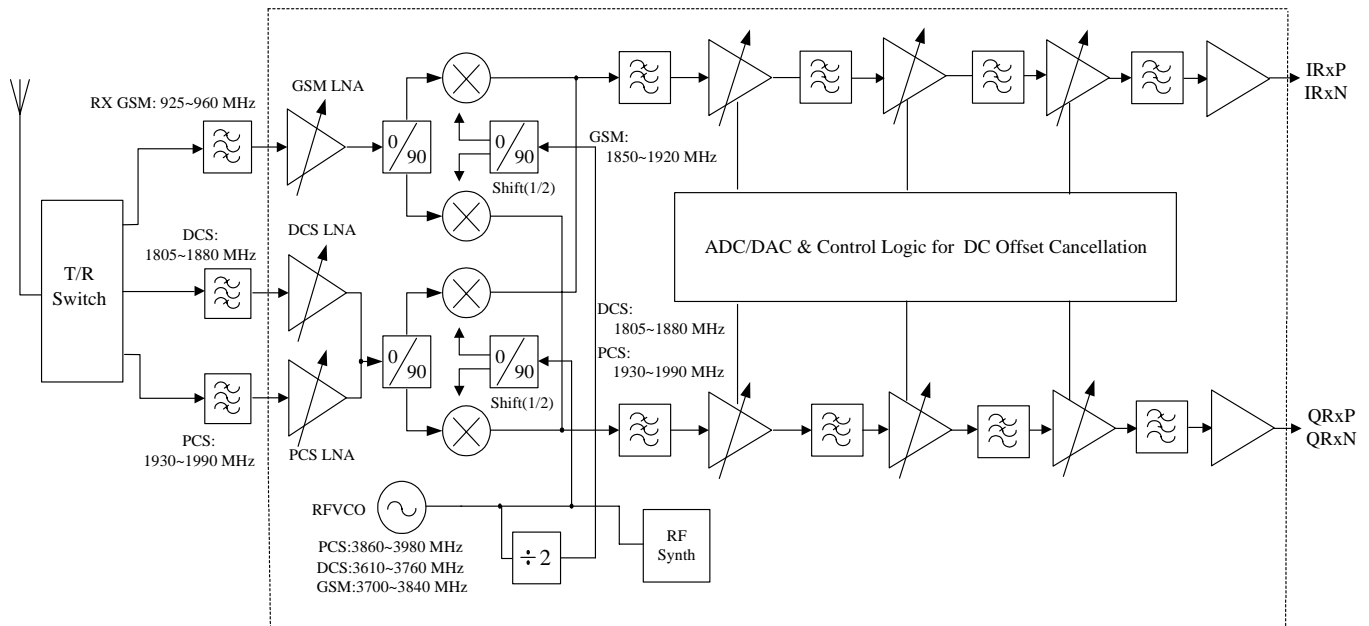 RX GSM: 925~960 MHz
GSM LNA
0
90
0
90
Shift(1/2)
GSM:
1850~1920 MHz
IRxP
IRxN
T/R
Switch
DCS:
1805~1880 MHz
DCS LNA
ADC/DAC & Control Logic for DC Offset Cancellation
0
90
0
90
Shift(1/2)
DCS:
1805~1880 MHz
PCS:
1930~1990 MHz
PCS:
1930~1990 MHz
PCS LNA
QRxP
QRxN
RFVCO
PCS:3860~3980 MHz
DCS:3610~3760 MHz
GSM:3700~3840 MHz
÷2
RF
Synth